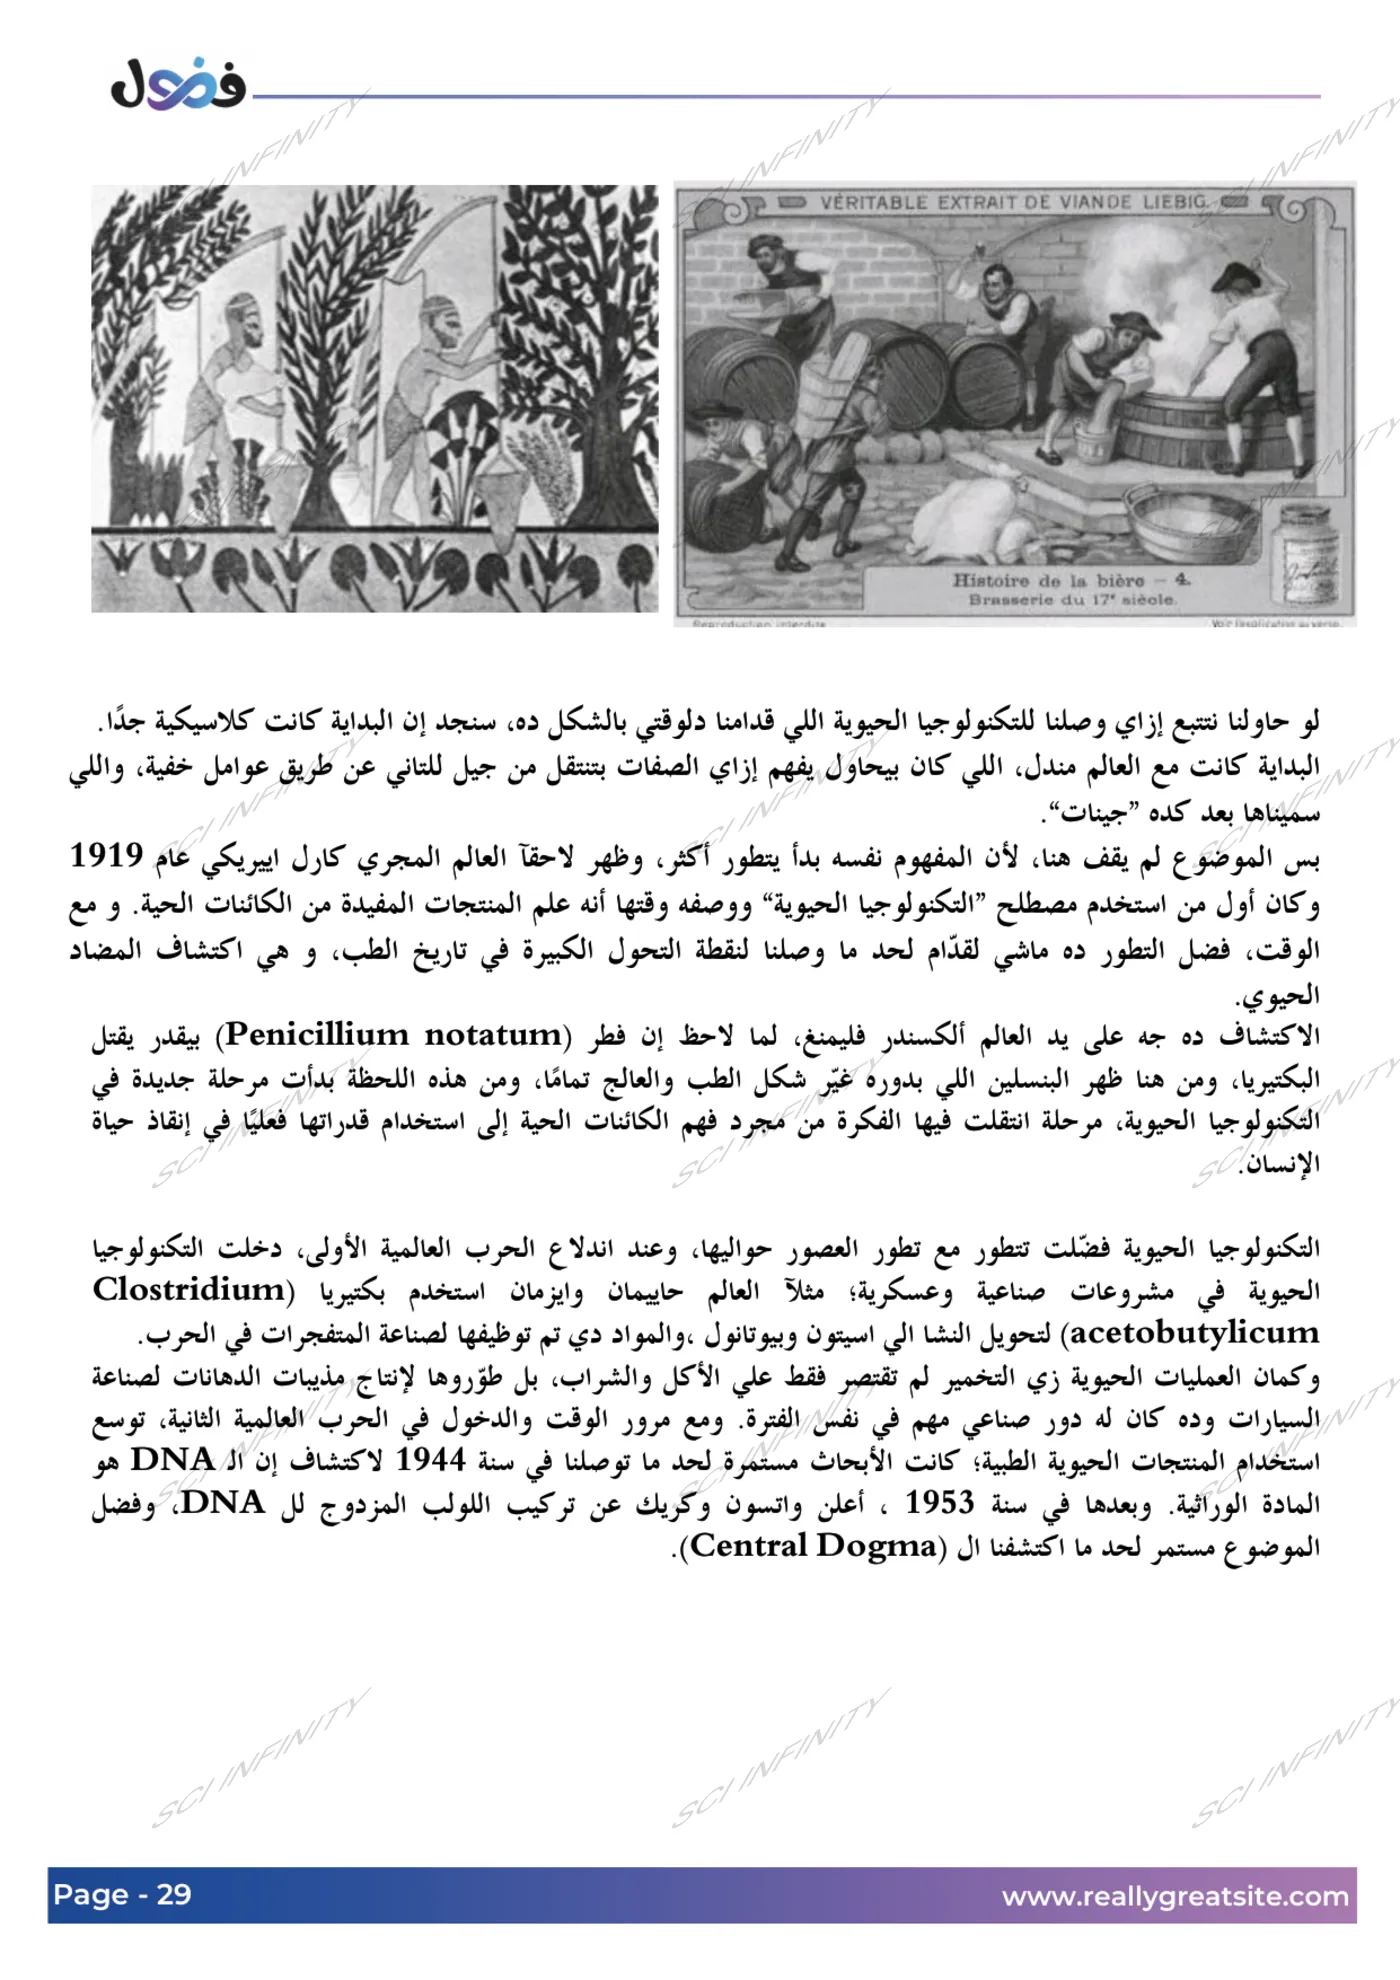 فضول
VÉRITABLE EXTRAIT DE VIANDE LIEBIG.
Histoire de la bière - 4.
Brasserie du 17e siècle.
Reproduction interdite
Voir l'explication au verso.
لو حاولنا نتتبع إزاي وصلنا للتكنولوجيا الحيوية اللي قدامنا دلوقتي بالشكل ده، سنجد إن البداية كانت كلاسيكية جدًا.
البداية كانت مع العالم مندل، اللي كان بيحاول يفهم إزاي الصفات بتنتقل من جيل للتاني عن طريق عوامل خفية، واللي
سميناها بعد كده ”جينات“.
بس الموضوع لم يقف هنا، لأن المفهوم نفسه بدأ يتطور أكثر، وظهر لاحقآ العالم المجري كارل اييريكي عام 1919
وكان أول من استخدم مصطلح ”التكنولوجيا الحيوية“ ووصفه وقتها أنه علم المنتجات المفيدة من الكائنات الحية. و مع
الوقت، فضل التطور ده ماشي لقدّام لحد ما وصلنا لنقطة التحول الكبيرة في تاريخ الطب، و هي اكتشاف المضاد
الحيوي.
الاكتشاف ده جه على يد العالم ألكسندر فليمنغ، لما لاحظ إن فطر (Penicillium notatum) بيقدر يقتل
البكتيريا، ومن هنا ظهر البنسلين اللي بدوره غيّر شكل الطب والعالج تمامًا، ومن هذه اللحظة بدأت مرحلة جديدة في
التكنولوجيا الحيوية، مرحلة انتقلت فيها الفكرة من مجرد فهم الكائنات الحية إلى استخدام قدراتها فعليًا في إنقاذ حياة
الإنسان.
التكنولوجيا الحيوية فضّلت تتطور مع تطور العصور حواليها، وعند اندلاع الحرب العالمية الأولى، دخلت التكنولوجيا
الحيوية في مشروعات صناعية وعسكرية؛ مثلآ العالم حاييمان وايزمان استخدم بكتيريا (Clostridium
acetobutylicum) لتحويل النشا الي اسيتون وبيوتانول ،والمواد دي تم توظيفها لصناعة المتفجرات في الحرب.
وكمان العمليات الحيوية زي التخمير لم تقتصر فقط علي الأكل والشراب، بل طوّروها لإنتاج مذيبات الدهانات لصناعة
السيارات وده كان له دور صناعي مهم في نفس الفترة. ومع مرور الوقت والدخول في الحرب العالمية الثانية، توسع
استخدام المنتجات الحيوية الطبية؛ كانت الأبحاث مستمرة لحد ما توصلنا في سنة 1944 لاكتشاف إن الـ DNA هو
المادة الوراثية. وبعدها في سنة 1953 ، أعلن واتسون وكريك عن تركيب اللولب المزدوج لل DNA، وفضل
الموضوع مستمر لحد ما اكتشفنا ال (Central Dogma).
SCI INFINITY
Page - 29
www.reallygreatsite.com